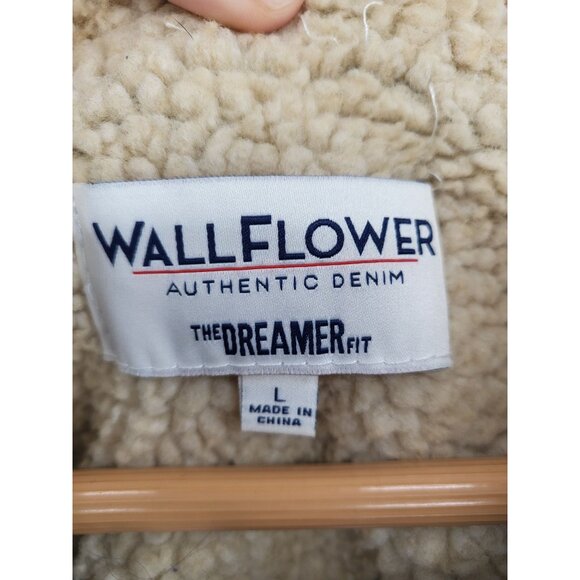 WALLFLOWER
AUTHENTIC DENIM
THE DREAMER FIT
L
MADE IN
CHINA